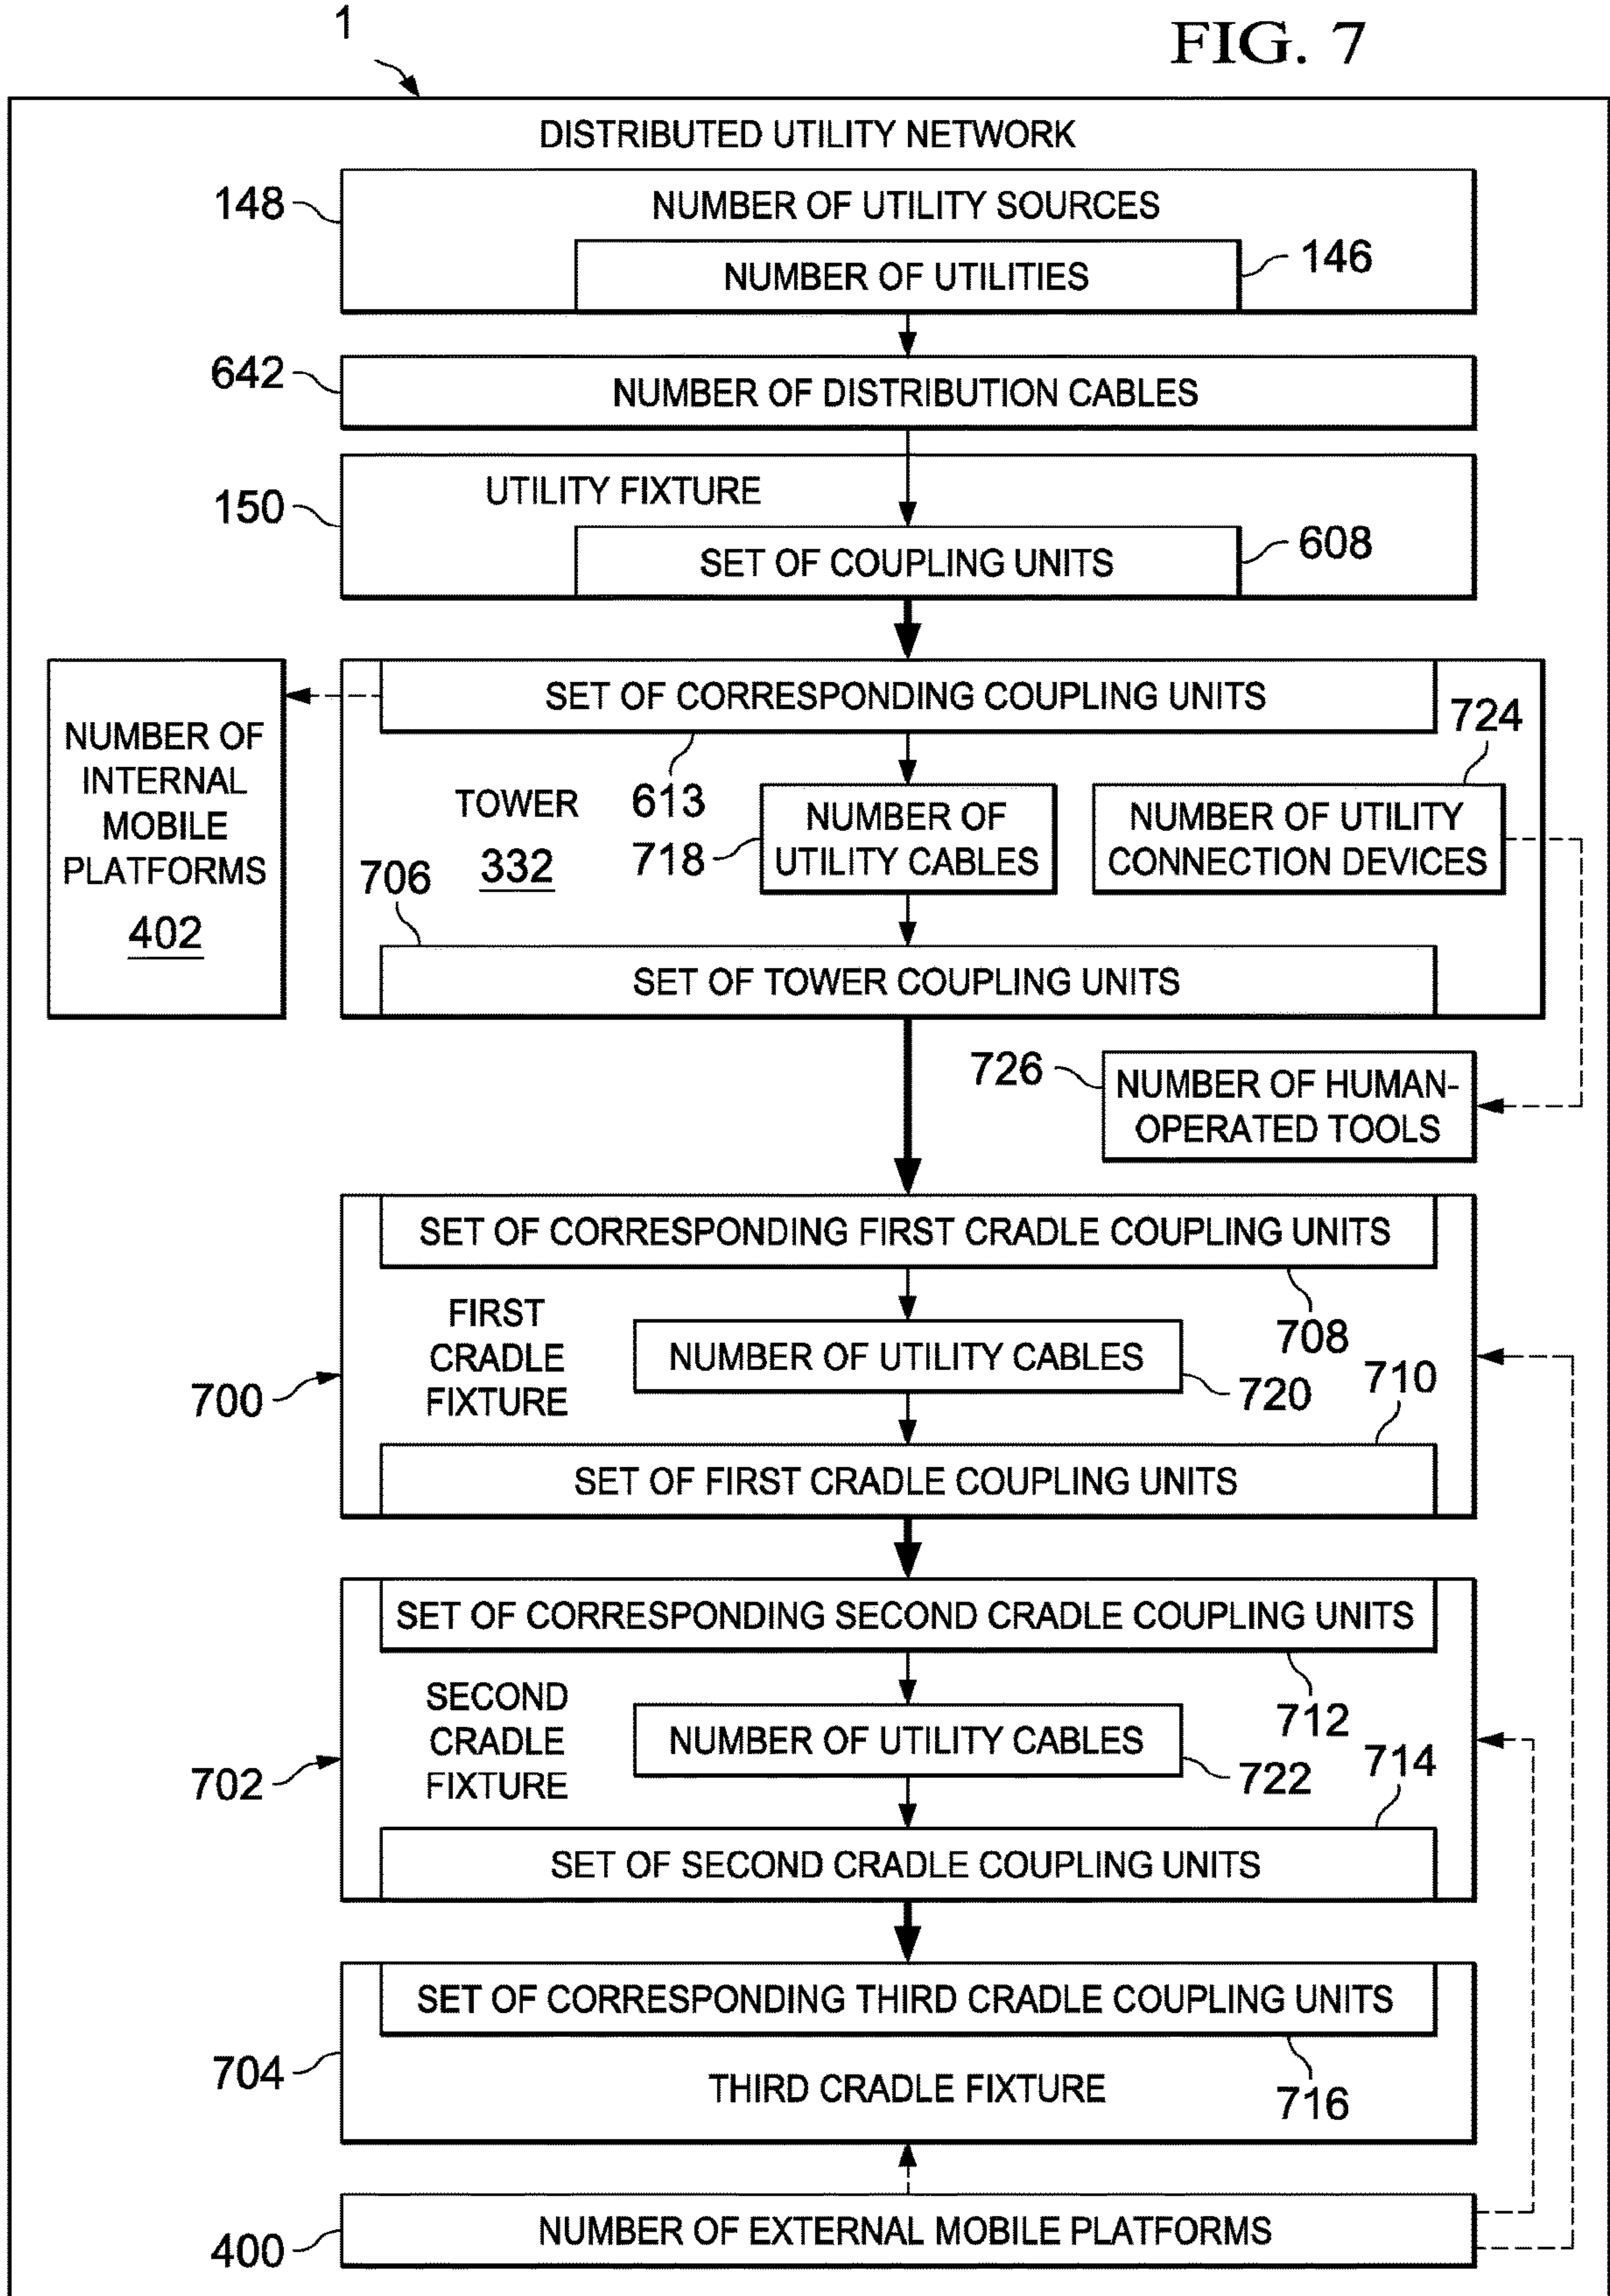 1
FIG. 7
DISTRIBUTED UTILITY NETWORK
148
NUMBER OF UTILITY SOURCES
NUMBER OF UTILITIES
146
642
NUMBER OF DISTRIBUTION CABLES
150
UTILITY FIXTURE
SET OF COUPLING UNITS
608
NUMBER OF
INTERNAL
MOBILE
PLATFORMS
402
SET OF CORRESPONDING COUPLING UNITS
613
724
TOWER
332
718
NUMBER OF
UTILITY CABLES
NUMBER OF UTILITY
CONNECTION DEVICES
706
SET OF TOWER COUPLING UNITS
726
NUMBER OF HUMAN-
OPERATED TOOLS
SET OF CORRESPONDING FIRST CRADLE COUPLING UNITS
708
700
FIRST
CRADLE
FIXTURE
NUMBER OF UTILITY CABLES
720
710
SET OF FIRST CRADLE COUPLING UNITS
SET OF CORRESPONDING SECOND CRADLE COUPLING UNITS
712
702
SECOND
CRADLE
FIXTURE
NUMBER OF UTILITY CABLES
722
714
SET OF SECOND CRADLE COUPLING UNITS
SET OF CORRESPONDING THIRD CRADLE COUPLING UNITS
704
THIRD CRADLE FIXTURE
716
400
NUMBER OF EXTERNAL MOBILE PLATFORMS